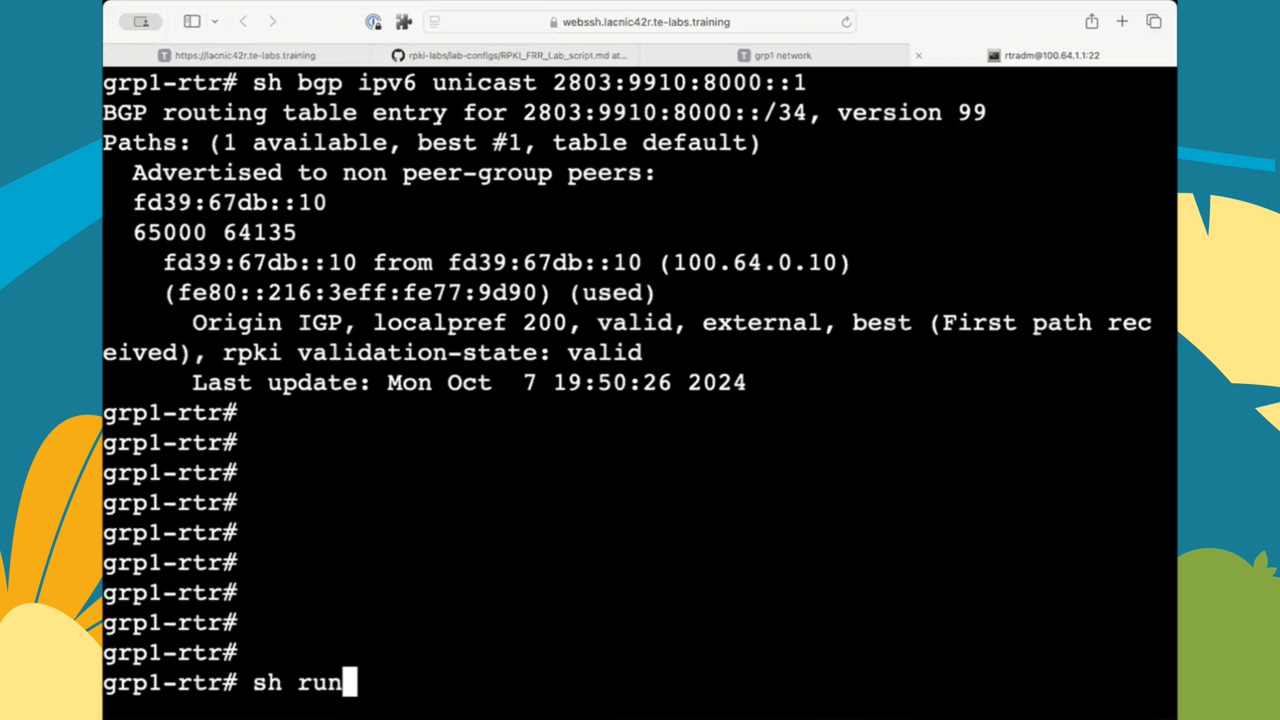 webssh.lacnic42r.te-labs.training
https://lacnic42r.te-labs.training
rpki-labs/lab-configs/RPKI_FRR_Lab_script.md at...
grp1 network
rtradm@100.64.1.1:22
grp1-rtr# sh bgp ipv6 unicast 2803:9910:8000::1
BGP routing table entry for 2803:9910:8000::/34, version 99
Paths: (1 available, best #1, table default)
Advertised to non peer-group peers:
fd39:67db::10
65000 64135
fd39:67db::10 from fd39:67db::10 (100.64.0.10)
(fe80::216:3eff:fe77:9d90) (used)
Origin IGP, localpref 200, valid, external, best (First path rec
eived), rpki validation-state: valid
Last update: Mon Oct  7 19:50:26 2024
grp1-rtr#
grp1-rtr#
grp1-rtr#
grp1-rtr#
grp1-rtr#
grp1-rtr#
grp1-rtr#
grp1-rtr#
grp1-rtr#
grp1-rtr# sh run